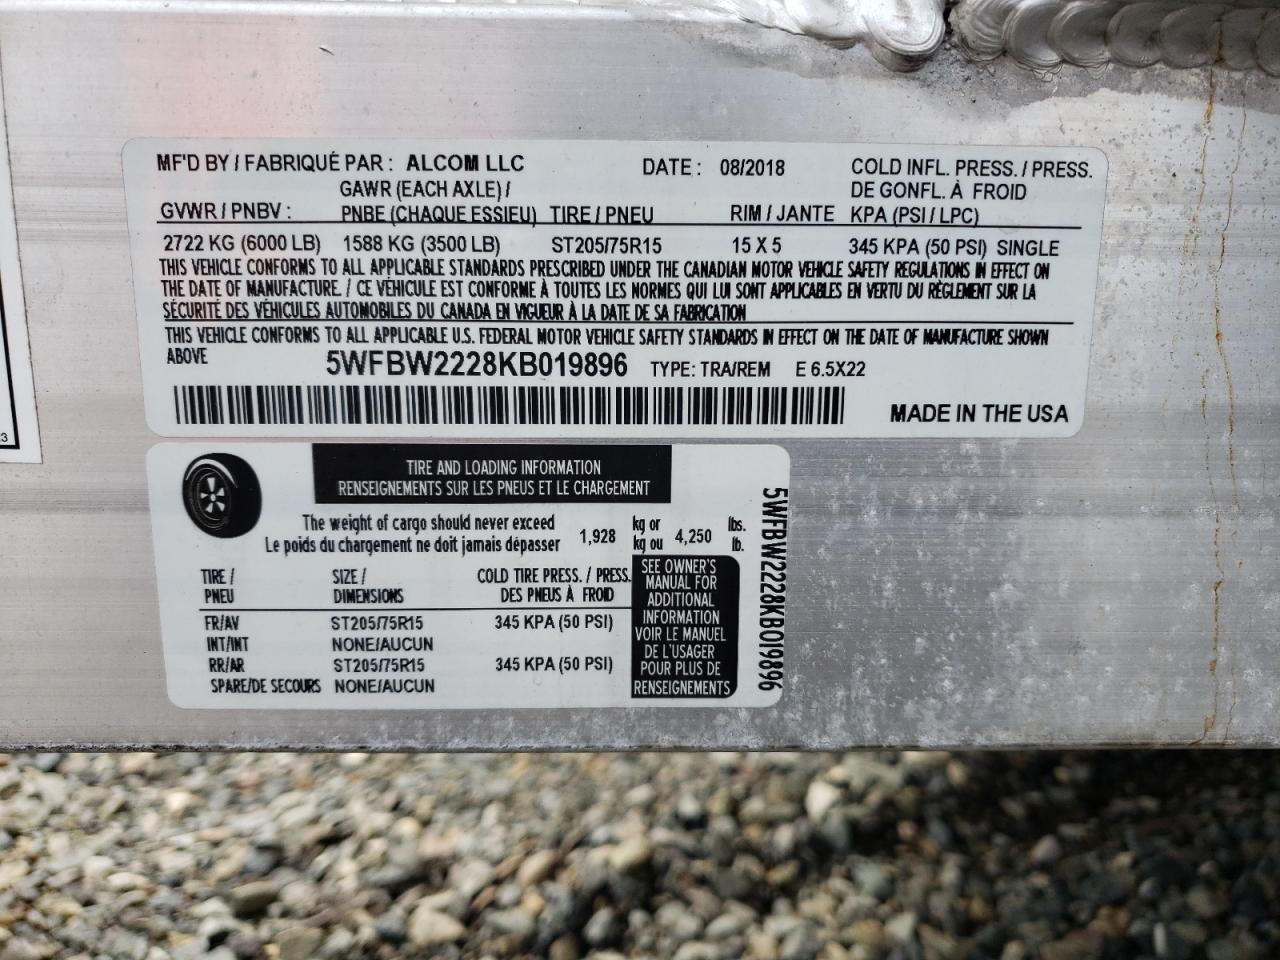 MF'D BY / FABRIQUÉ PAR : ALCOM LLC DATE : 08/2018 COLD INFL. PRESS. / PRESS.
GAWR (EACH AXLE) / DE GONFL. À FROID
GVWR / PNBV : PNBE (CHAQUE ESSIEU) TIRE / PNEU RIM / JANTE KPA (PSI / LPC)
2722 KG (6000 LB) 1588 KG (3500 LB) ST205/75R15 15 X 5 345 KPA (50 PSI) SINGLE
THIS VEHICLE CONFORMS TO ALL APPLICABLE STANDARDS PRESCRIBED UNDER THE CANADIAN MOTOR VEHICLE SAFETY REGULATIONS IN EFFECT ON
THE DATE OF MANUFACTURE. / CE VÉHICULE EST CONFORME À TOUTES LES NORMES QUI LUI SONT APPLICABLES EN VERTU DU RÈGLEMENT SUR LA
SÉCURITÉ DES VÉHICULES AUTOMOBILES DU CANADA EN VIGUEUR À LA DATE DE SA FABRICATION
THIS VEHICLE CONFORMS TO ALL APPLICABLE U.S. FEDERAL MOTOR VEHICLE SAFETY STANDARDS IN EFFECT ON THE DATE OF MANUFACTURE SHOWN
ABOVE 5WFBW2228KB019896 TYPE: TRA/REM E 6.5X22
MADE IN THE USA
TIRE AND LOADING INFORMATION
RENSEIGNEMENTS SUR LES PNEUS ET LE CHARGEMENT
The weight of cargo should never exceed 1,928 kg or 4,250 lbs.
Le poids du chargement ne doit jamais dépasser kg ou lb.
TIRE / SIZE / COLD TIRE PRESS. / PRESS.
PNEU DIMENSIONS DES PNEUS À FROID
FR/AV ST205/75R15 345 KPA (50 PSI)
INT/INT NONE/AUCUN
RR/AR ST205/75R15 345 KPA (50 PSI)
SPARE/DE SECOURS NONE/AUCUN
SEE OWNER'S
MANUAL FOR
ADDITIONAL
INFORMATION
VOIR LE MANUEL
DE L'USAGER
POUR PLUS DE
RENSEIGNEMENTS
5WFBW2228KB019896